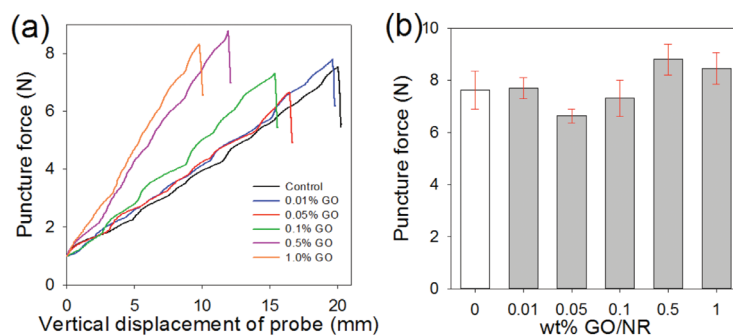 (a)
Puncture force (N)
8
6
4
2
0
Control
0.01% GO
0.05% GO
0.1% GO
0.5% GO
1.0% GO
0 5 10 15 20
Vertical displacement of probe (mm)
(b)
Puncture force (N)
10
8
6
4
2
0
0 0.01 0.05 0.1 0.5 1
wt% GO/NR